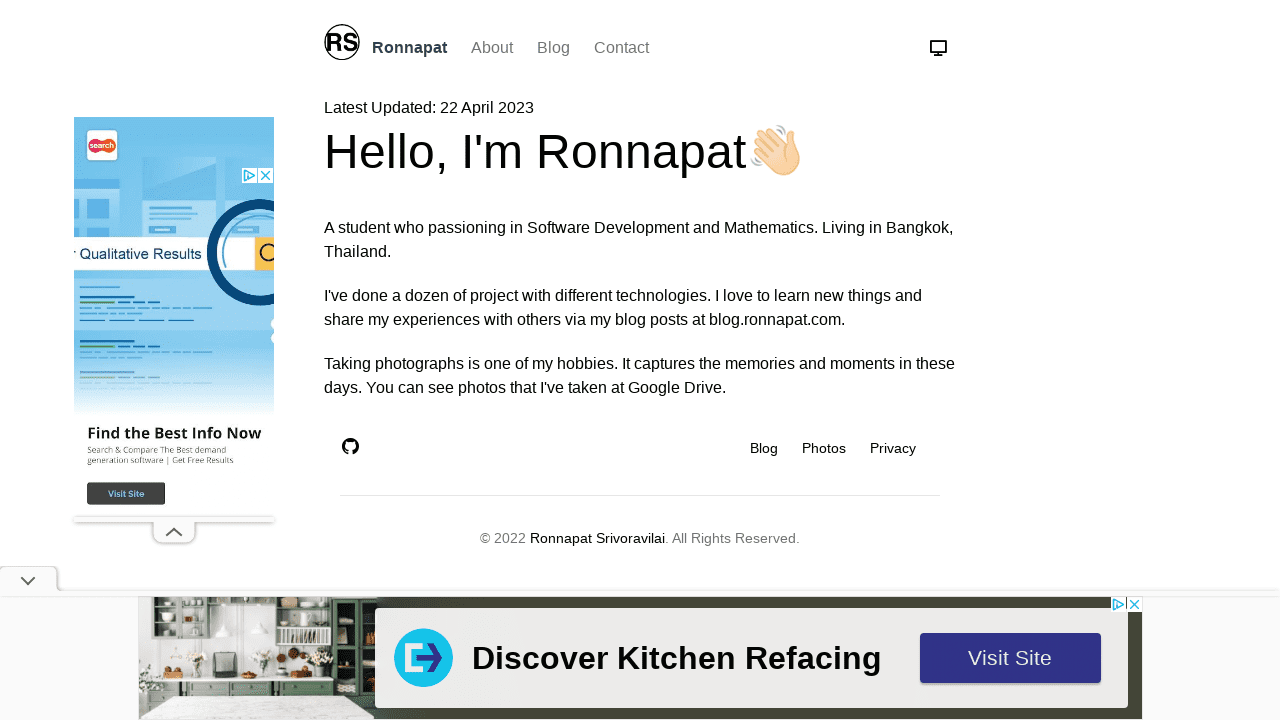 RS Ronnapat About Blog Contact
Latest Updated: 22 April 2023
Hello, I'm Ronnapat👋🏻
A student who passioning in Software Development and Mathematics. Living in Bangkok,
Thailand.
I've done a dozen of project with different technologies. I love to learn new things and
share my experiences with others via my blog posts at blog.ronnapat.com.
Taking photographs is one of my hobbies. It captures the memories and moments in these
days. You can see photos that I've taken at Google Drive.
Blog Photos Privacy
© 2022 Ronnapat Srivoravilai. All Rights Reserved.
search
r Qualitative Results
Find the Best Info Now
Search & Compare The Best demand
generation software | Get Free Results
Visit Site
Discover Kitchen Refacing
Visit Site